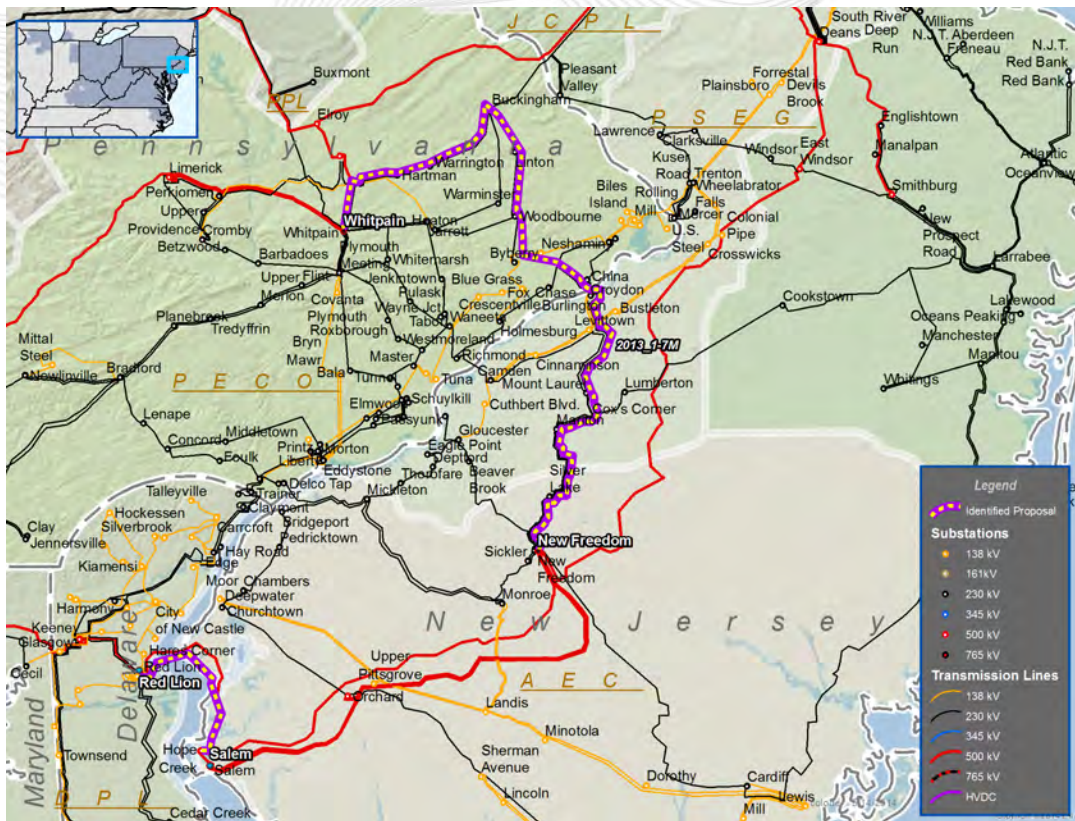 J C P L
South River
Deans Deep
Run
Williams
N.J.T. Aberdeen
Freneau
N.J.T.
Red Bank
Red Bank
Buxmont
Pleasant
Valley
Buckingham
PPL
Forrestal
Plainsboro
Devils
Brook
Elroy
P S E G
Lawrence
Clarksville
Englishtown
Windsor
East
Windsor
Manalpan
Pennsylvania
Kuser
Road
Trenton
Atlantic
Oceanview
Limerick
Warrington
Linton
Hartman
Wheelabrator
Falls
Smithburg
Perkiomen
Warminster
Biles
Island
Rolling
Mill
Mercer
Colonial
Pipe
Upper
Providence
Cromby
Whitpain
Whitpain
Heaton
Jarrett
Woodbourne
U.S.
Steel
New
Prospect
Road
Betzwood
Plymouth
Meeting
Neshaminy
Crosswicks
Barbadoes
Whitemarsh
Byberry
Larrabee
Upper
Merion
Flint
Jenkintown
Blue Grass
China
Croydon
Covanta
Plymouth
Pulaski
Fox Chase
Burlington
Bustleton
Cookstown
Lakewood
Oceans Peaking
Planebrook
Wayne Jct
Tabor
Crescentville
Waneeta
Levittown
Tredyffrin
Roxborough
Westmoreland
Holmesburg
2013_1-7M
Manchester
Mittal
Steel
Bryn
Mawr
Master
Richmond
Cinnaminson
Manitou
Newlinville
Bradford
Bala
Tunnel
Tuna
Camden
Mount Laurel
Lumberton
Whitings
P E C O
Schuylkill
Elmwood
Cuthbert Blvd.
Cox's Corner
Lenape
Passyunk
Marlton
Middletown
Gloucester
Concord
Printz
Morton
Eagle Point
Foulk
Liberty
Eddystone
Deptford
Thorofare
Beaver
Brook
Silver
Lake
Delco Tap
Mickleton
Talleyville
Trainer
Claymont
Hockessen
Silverbrook
Carrcroft
Bridgeport
Pedricktown
Clay
Jennersville
Hay Road
Edge
New Freedom
Kiamensi
Sickler
New
Freedom
Moor
Chambers
Deepwater
Churchtown
Monroe
Harmony
City
of New Castle
New Jersey
Keeney
Glasgow
Hares Corner
Cecil
Red Lion
Red Lion
Upper
Pittsgrove
Orchard
A E C
Landis
Maryland
Delaware
Minotola
Townsend
Hope
Creek
Salem
Salem
Sherman
Avenue
Dorothy
Cardiff
Lewis
Mill
D P L
Lincoln
Cedar Creek
Legend
Identified Proposal
Substations
138 kV
161kV
230 kV
345 kV
500 kV
765 kV
Transmission Lines
138 kV
230 kV
345 kV
500 kV
765 kV
HVDC